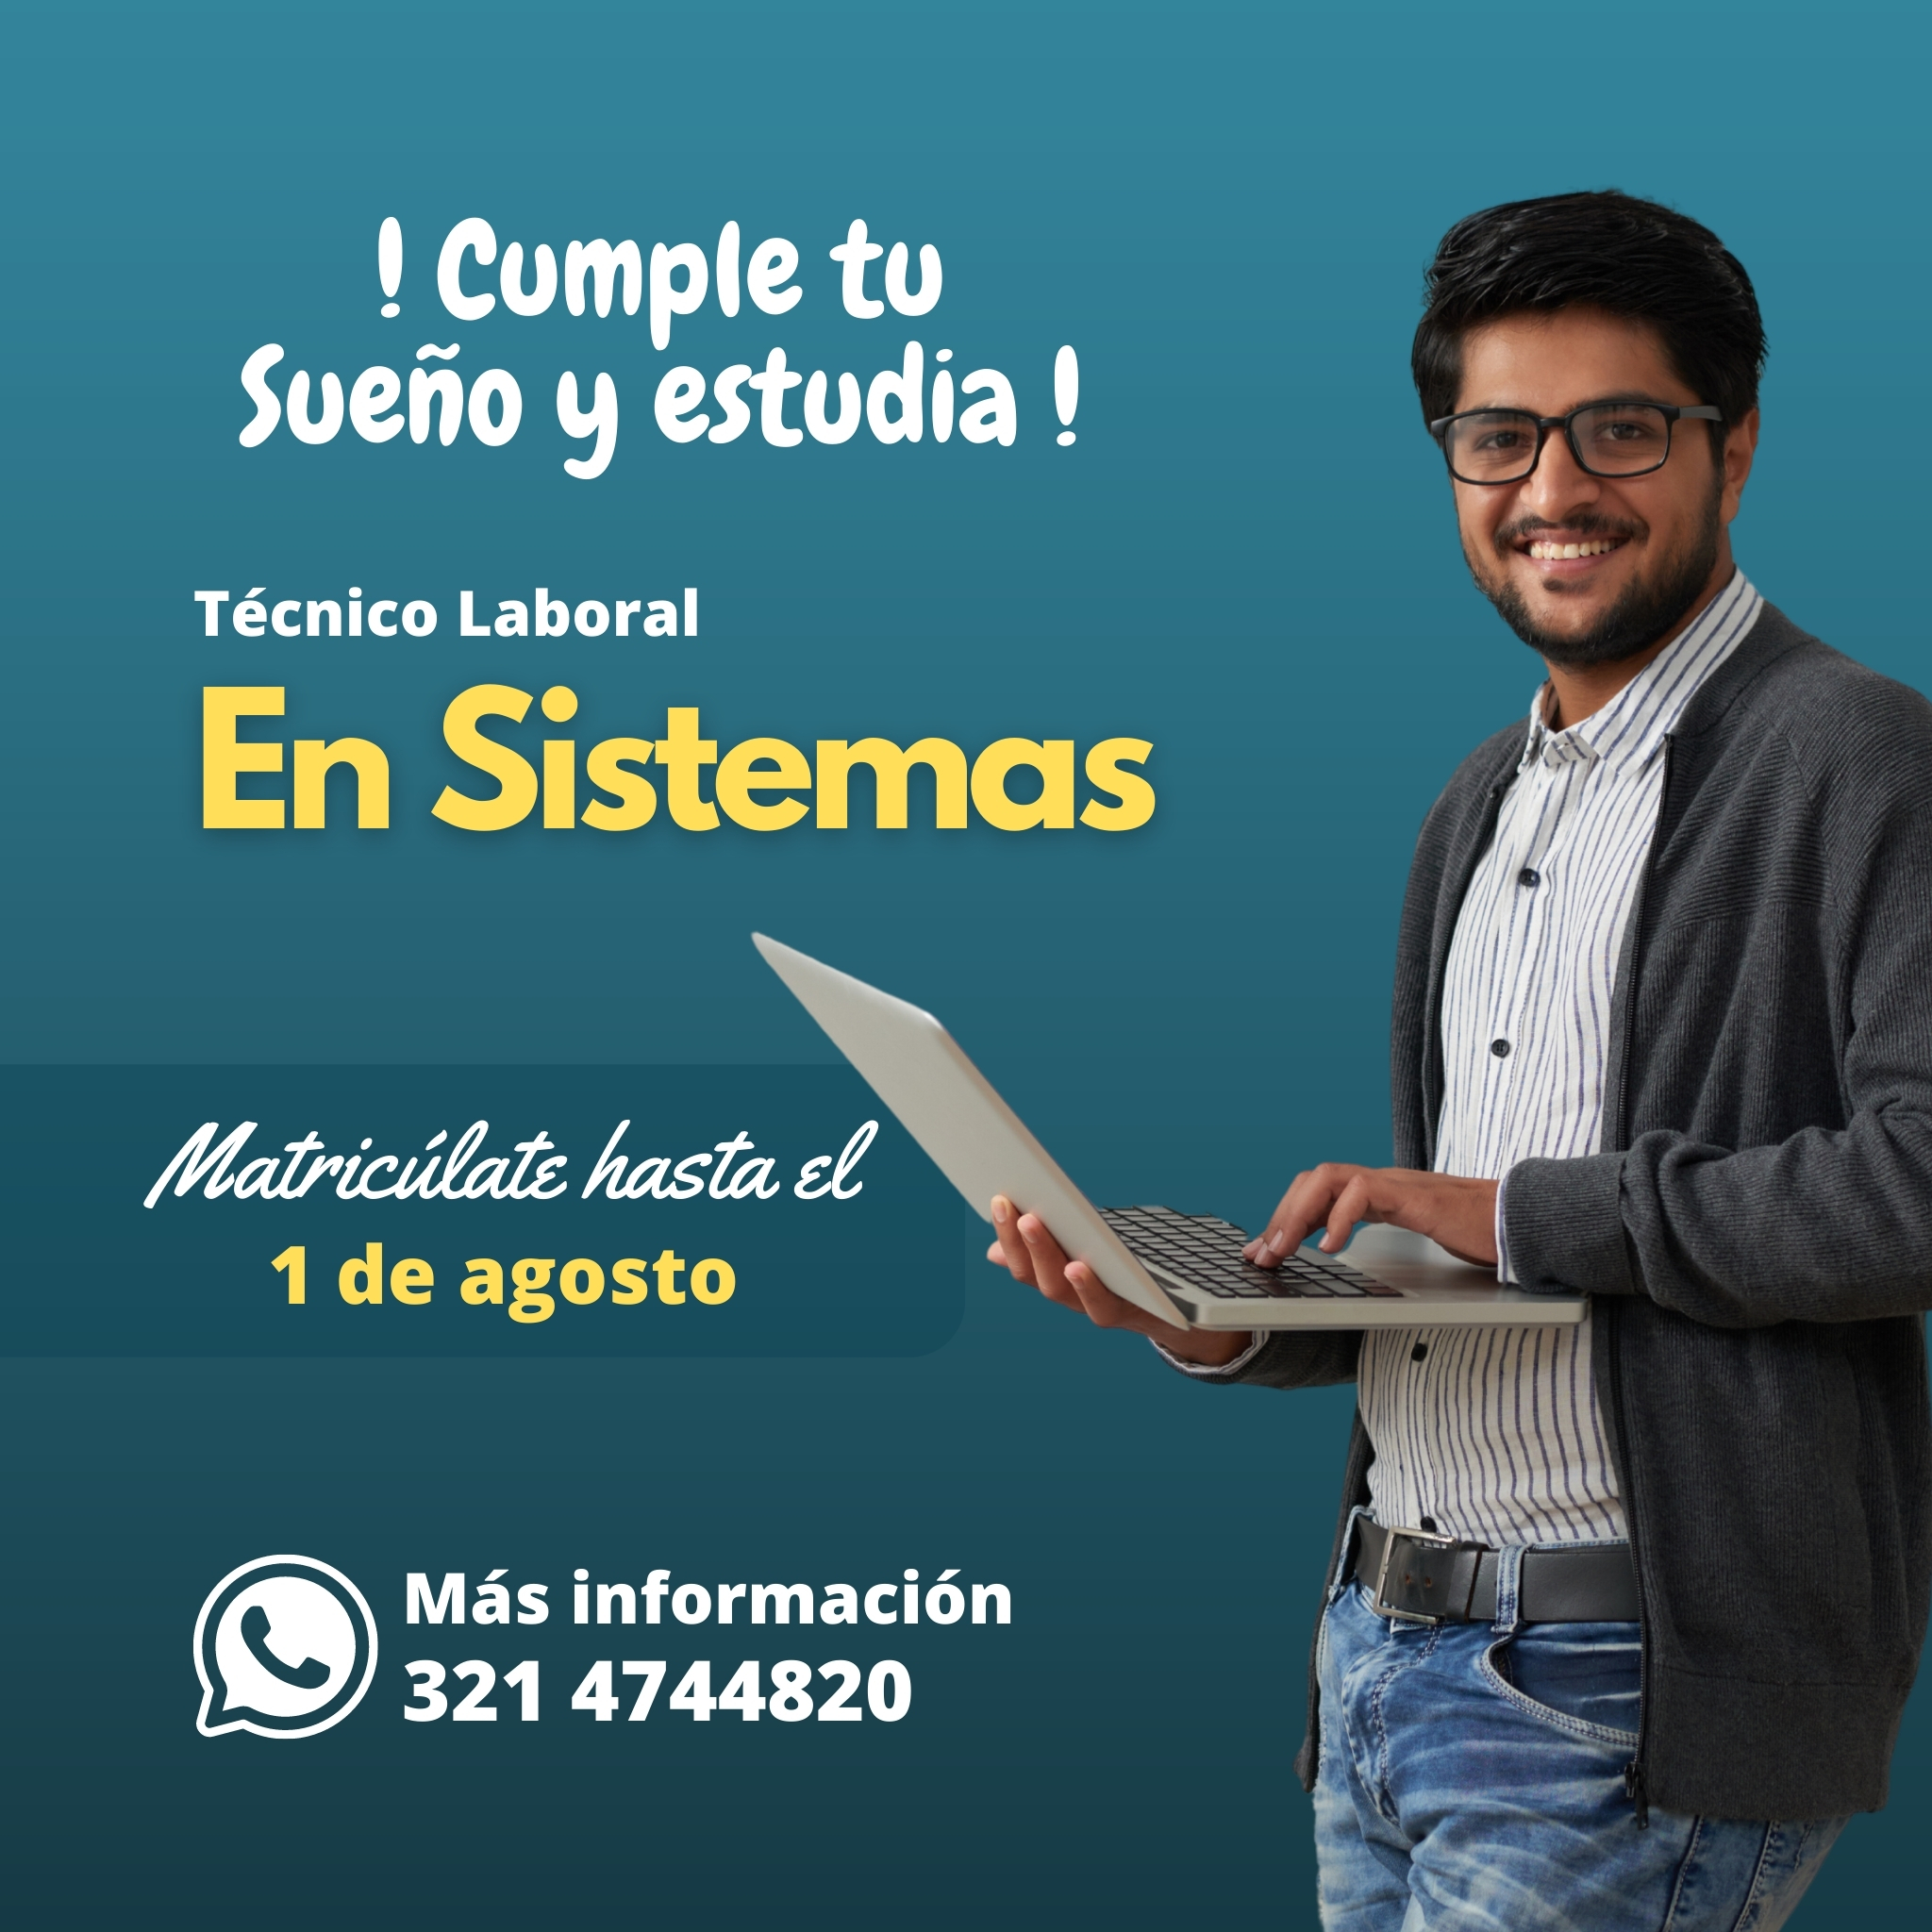 ! Cumple tu
Sueño y estudia !
Técnico Laboral
En Sistemas
Matricúlate hasta el
1 de agosto
Más información
321 4744820